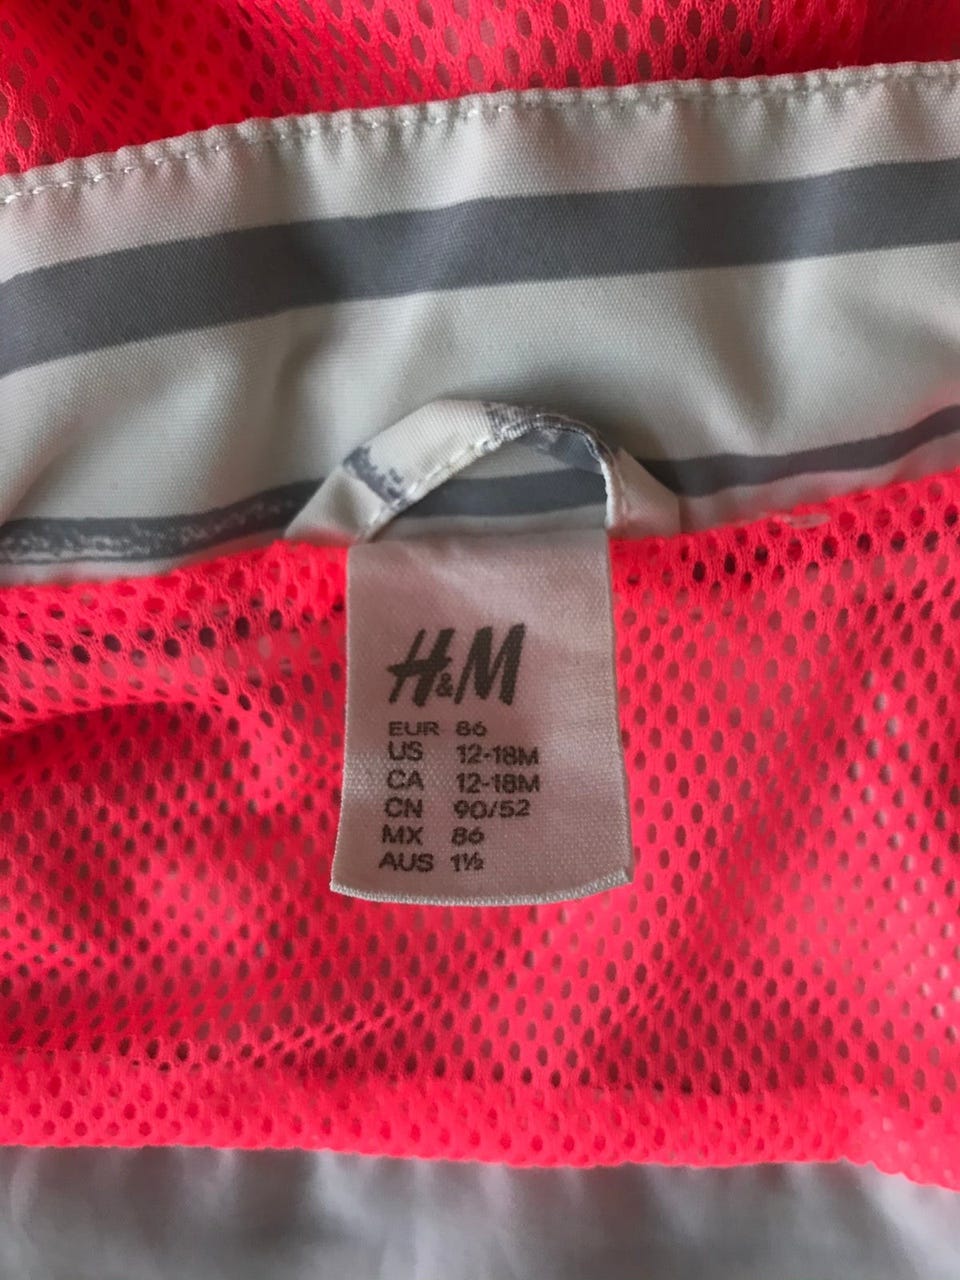 H&M
EUR 86
US 12-18M
CA 12-18M
CN 90/52
MX 86
AUS 1½